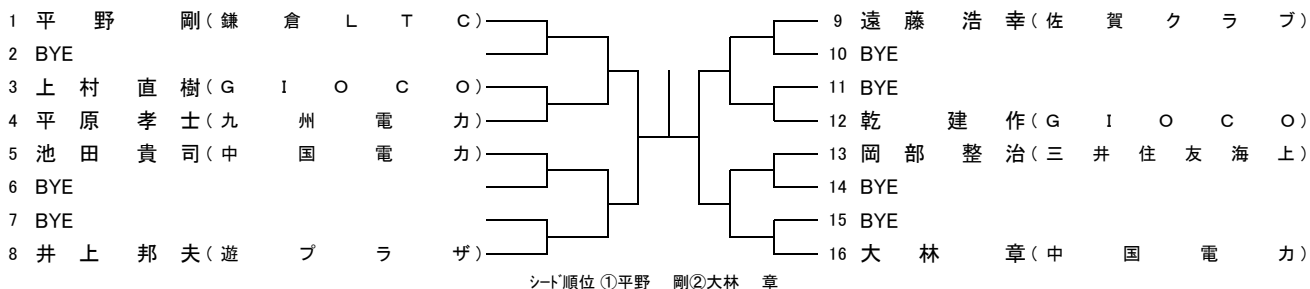 1 平野 剛(鎌倉LTC)
2 BYE
3 上村直樹(GIOCO)
4 平原孝士(九州電力)
5 池田貴司(中国電力)
6 BYE
7 BYE
8 井上邦夫(遊プラザ)
9 遠藤浩幸(佐賀クラブ)
10 BYE
11 BYE
12 乾 建作(GIOCO)
13 岡部整治(三井住友海上)
14 BYE
15 BYE
16 大林 章(中国電力)
シード順位 ①平野 剛②大林 章